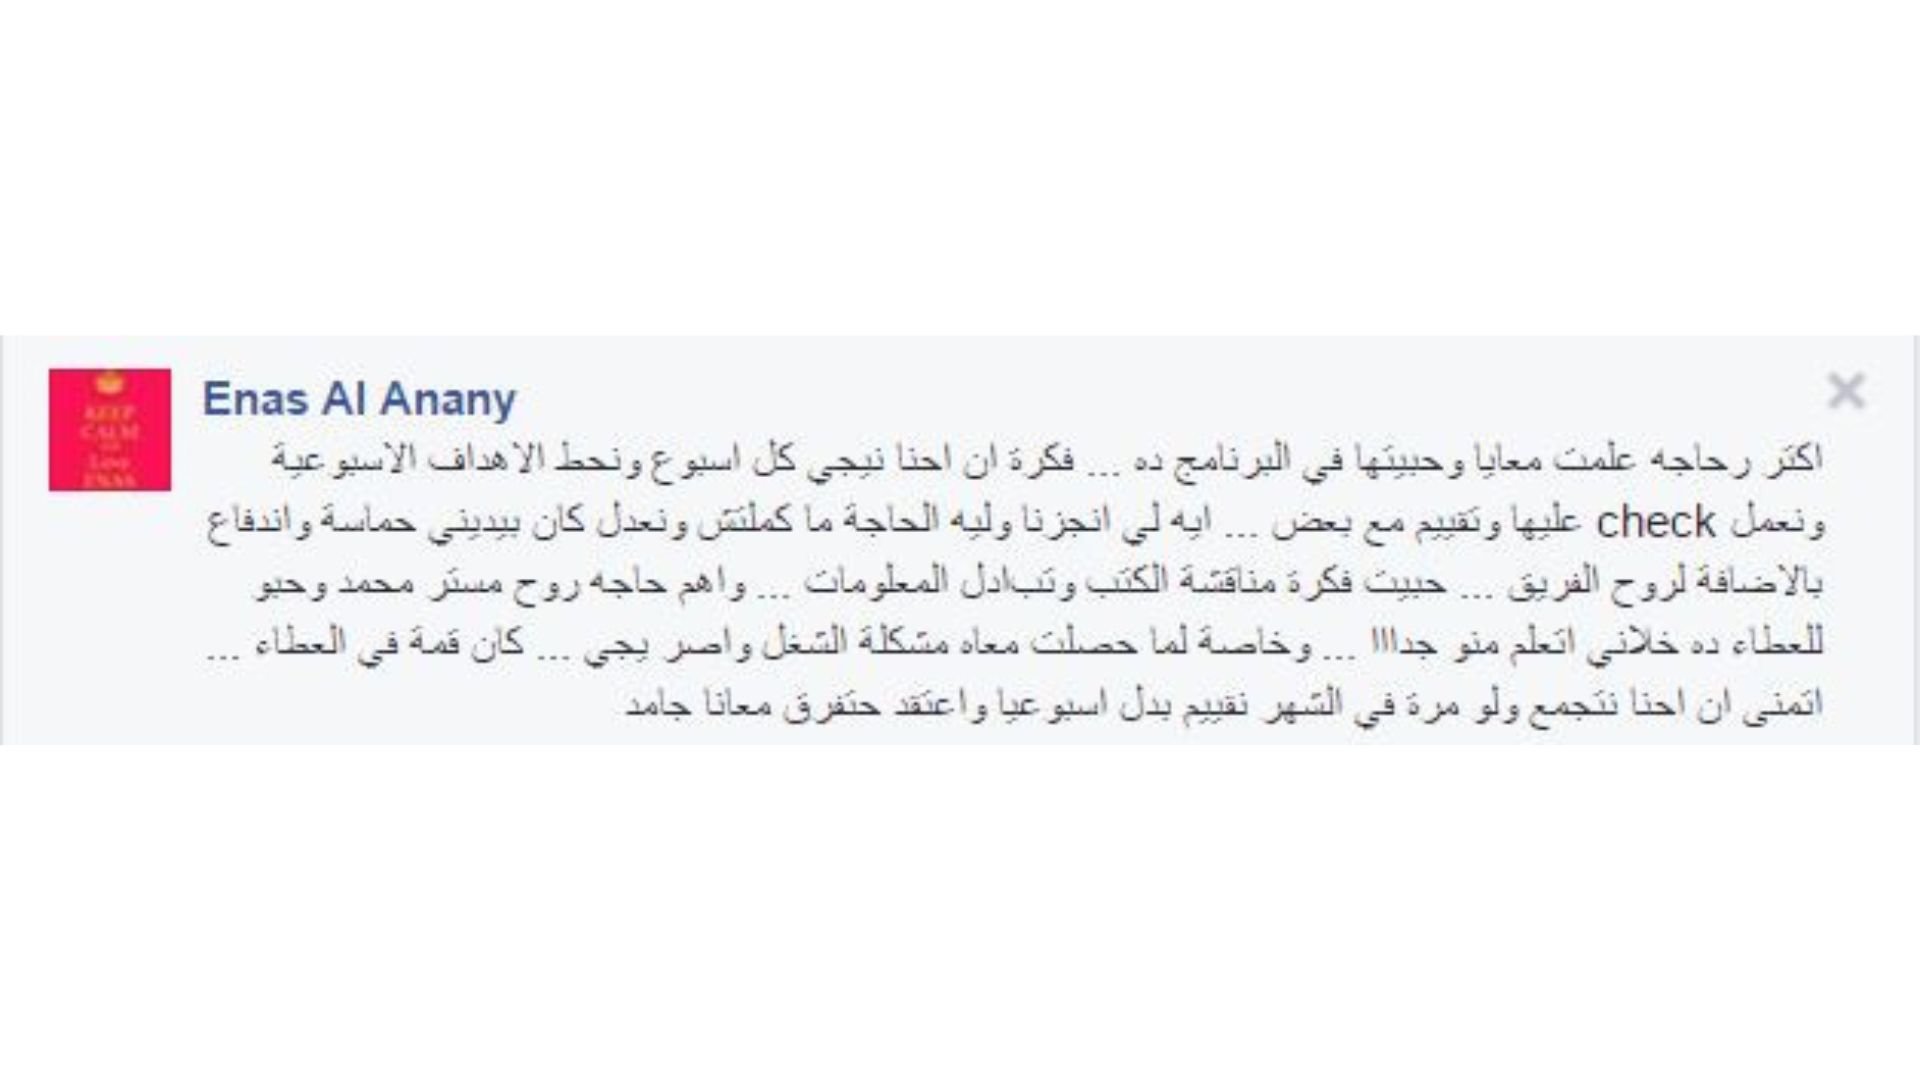 Enas Al Anany
اكتر رحاجه علمت معايا وحبيتها في البرنامج ده ... فكرة ان احنا نيجي كل اسبوع ونحط الاهداف الاسبوعية
ونعمل check عليها وتقييم مع بعض ... ايه لي انجزنا وليه الحاجة ما كملتش ونعدل كان بيديني حماسة واندفاع
بالاضافة لروح الفريق ... حبيت فكرة مناقشة الكتب وتبادل المعلومات ... واهم حاجه روح مستر محمد وحبو
للعطاء ده خلاني اتعلم منو جدااا ... وخاصة لما حصلت معاه مشكلة الشغل واصر يجي ... كان قمة في العطاء ...
اتمنى ان احنا نتجمع ولو مرة في الشهر نقييم بدل اسبوعيا واعتقد حتفرق معانا جامد
KEEP
CALM
ENAS